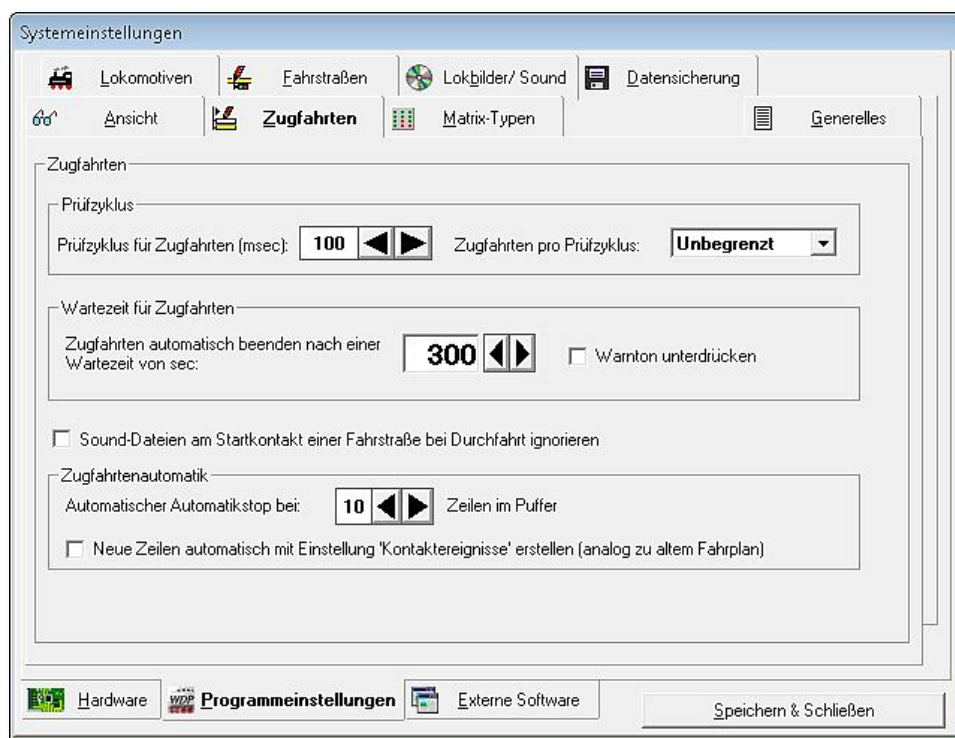 Systemeinstellungen
Lokomotiven
Fahrstraßen
Lokbilder/ Sound
Datensicherung
Ansicht
Zugfahrten
Matrix-Typen
Generelles
Zugfahrten
Prüfzyklus
Prüfzyklus für Zugfahrten (msec): 100 Zugfahrten pro Prüfzyklus: Unbegrenzt
Wartezeit für Zugfahrten
Zugfahrten automatisch beenden nach einer
Wartezeit von sec: 300 Warnton unterdrücken
Sound-Dateien am Startkontakt einer Fahrstraße bei Durchfahrt ignorieren
Zugfahrtenautomatik
Automatischer Automatikstop bei: 10 Zeilen im Puffer
Neue Zeilen automatisch mit Einstellung 'Kontaktereignisse' erstellen (analog zu altem Fahrplan)
Hardware
WDP Programmeinstellungen
Externe Software
Speichern & Schließen